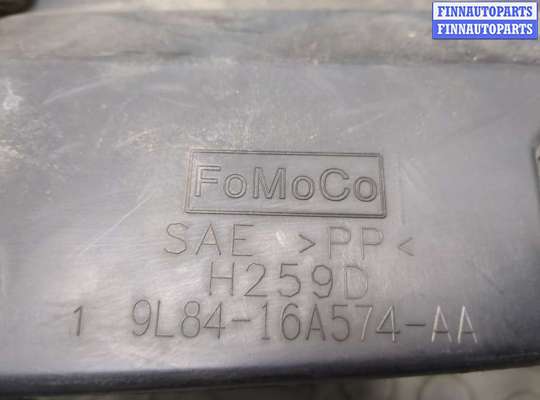 FINNAUTOPARTS
FINNAUTOPARTS
FoMoCo
SAE >PP<
H259D
1 9L84-16A574-AA